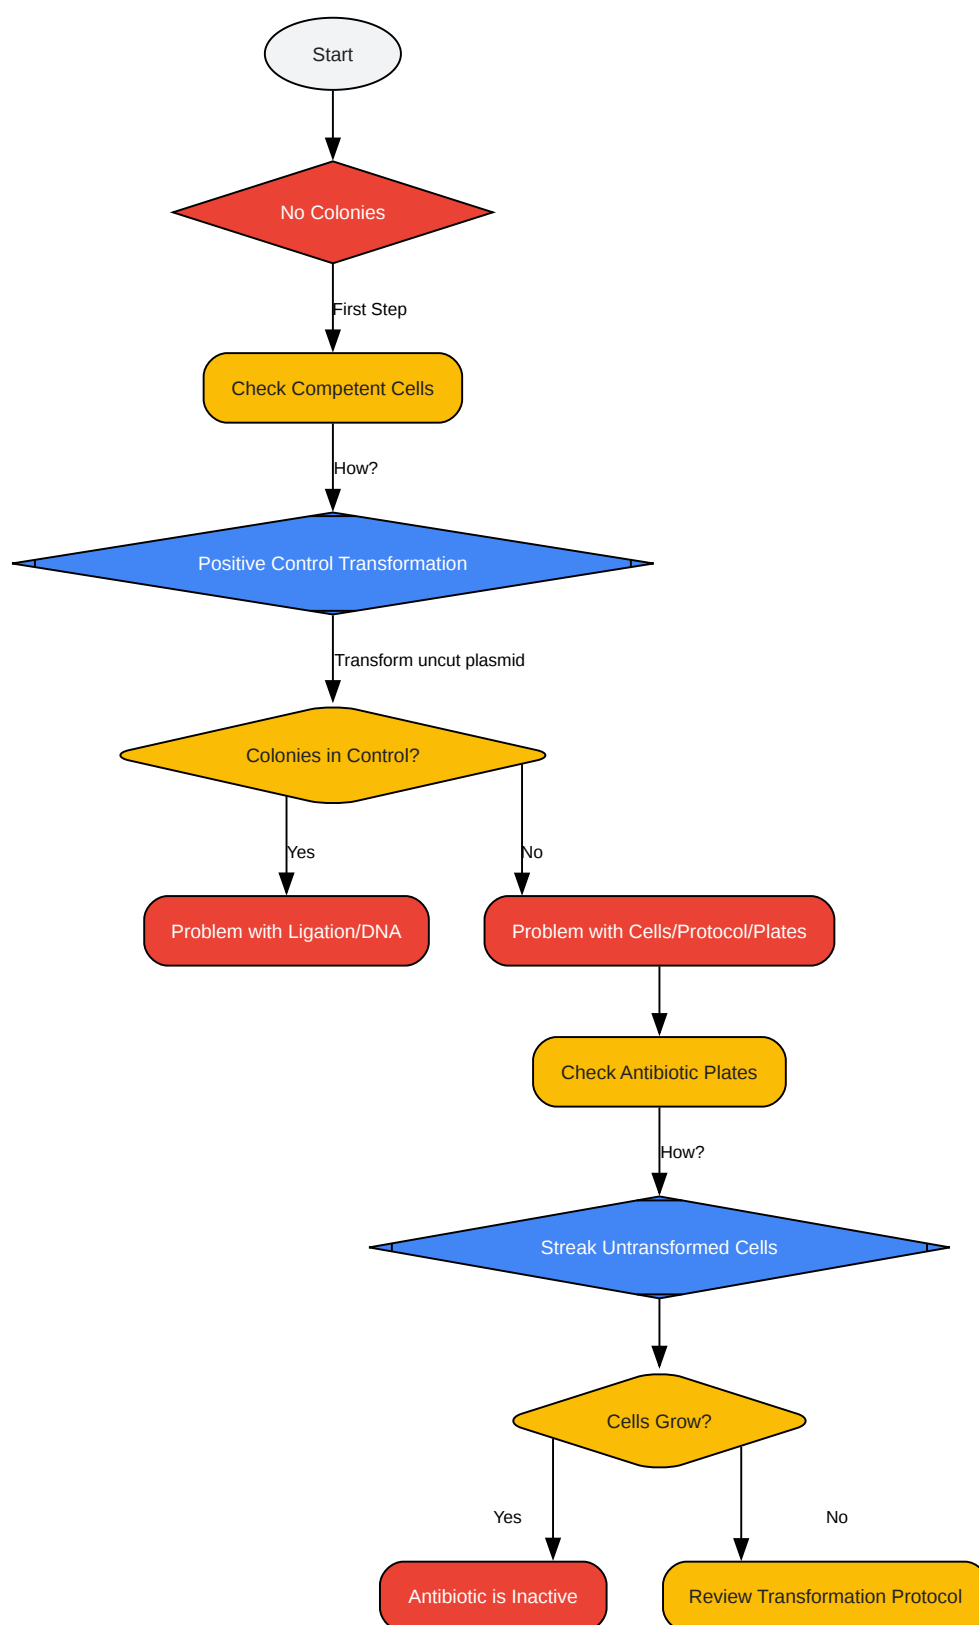 Start
No Colonies
First Step
Check Competent Cells
How?
Positive Control Transformation
Transform uncut plasmid
Colonies in Control?
Yes
No
Problem with Ligation/DNA
Problem with Cells/Protocol/Plates
Check Antibiotic Plates
How?
Streak Untransformed Cells
Cells Grow?
Yes
No
Antibiotic is Inactive
Review Transformation Protocol